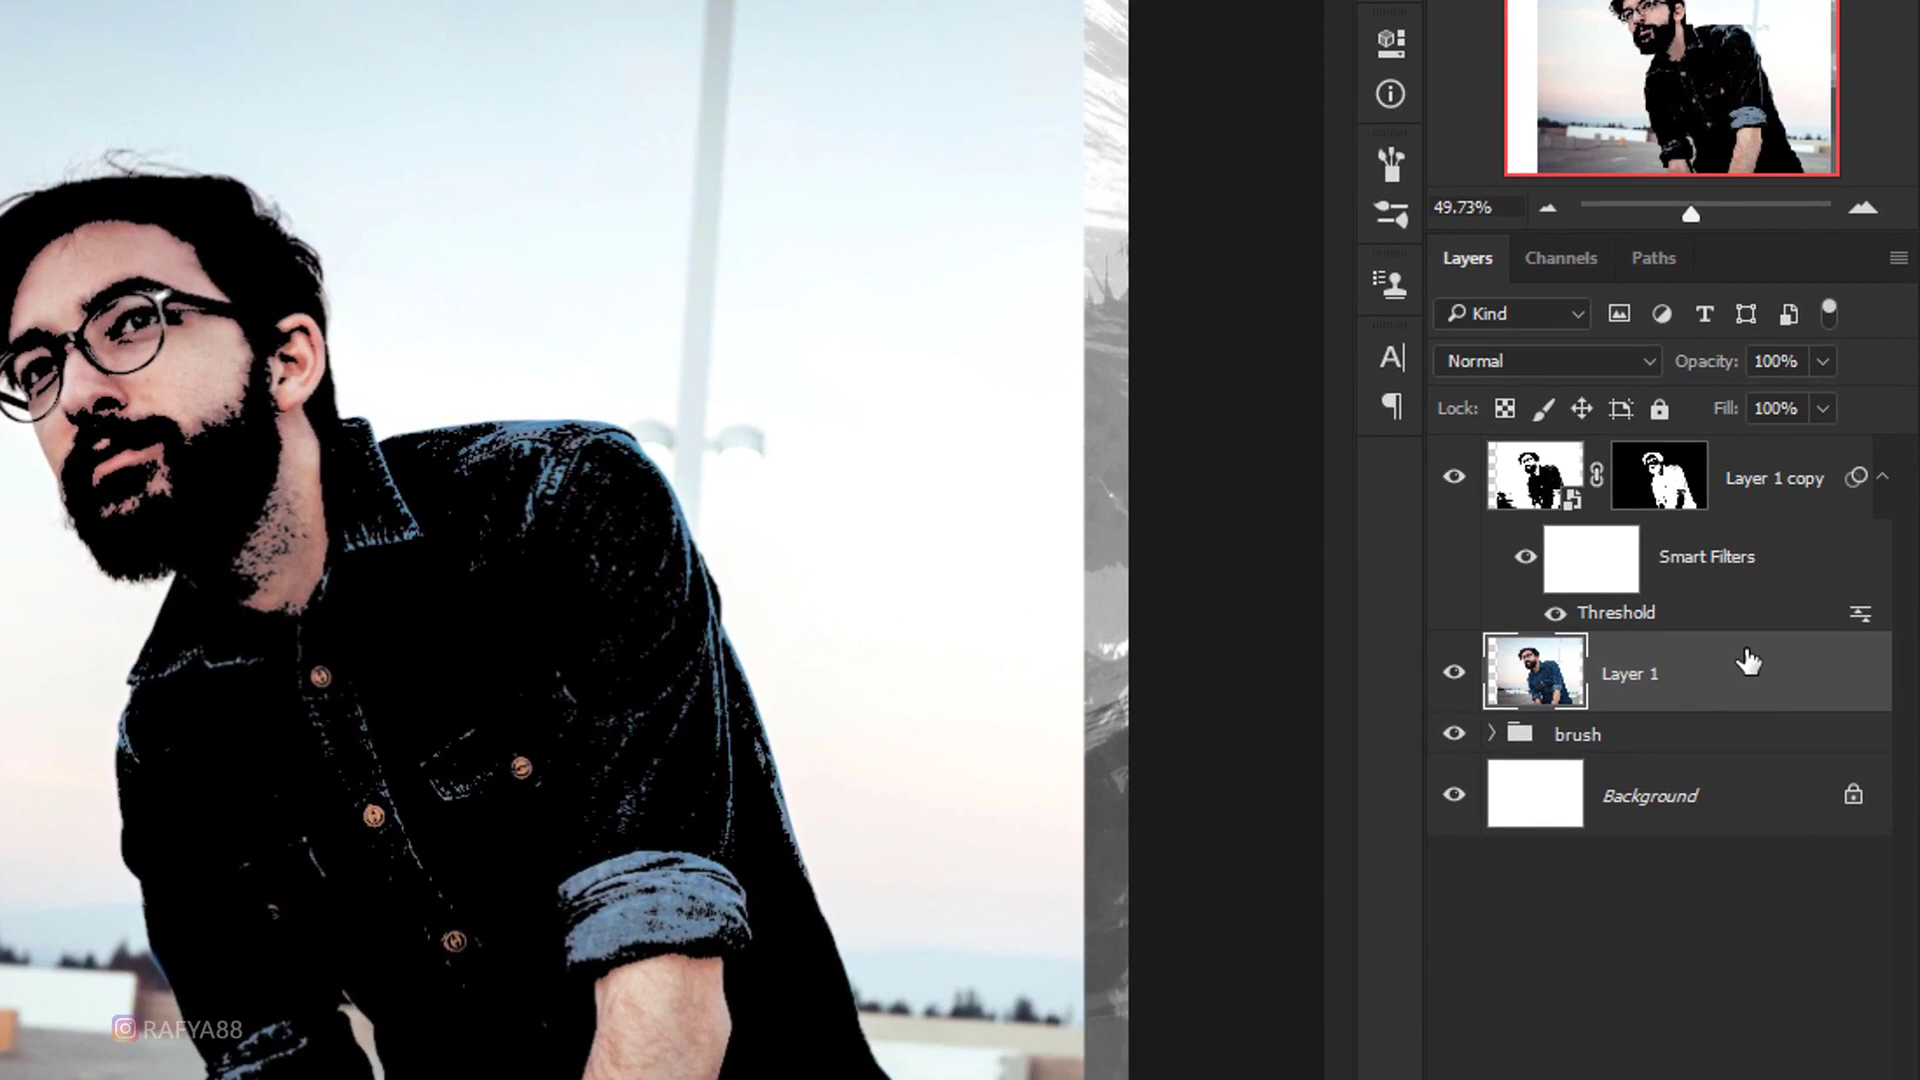 49.73%
Layers Channels Paths
Kind
Normal Opacity: 100%
Lock: Fill: 100%
Layer 1 copy
Smart Filters
Threshold
Layer 1
brush
Background
RAFYA88